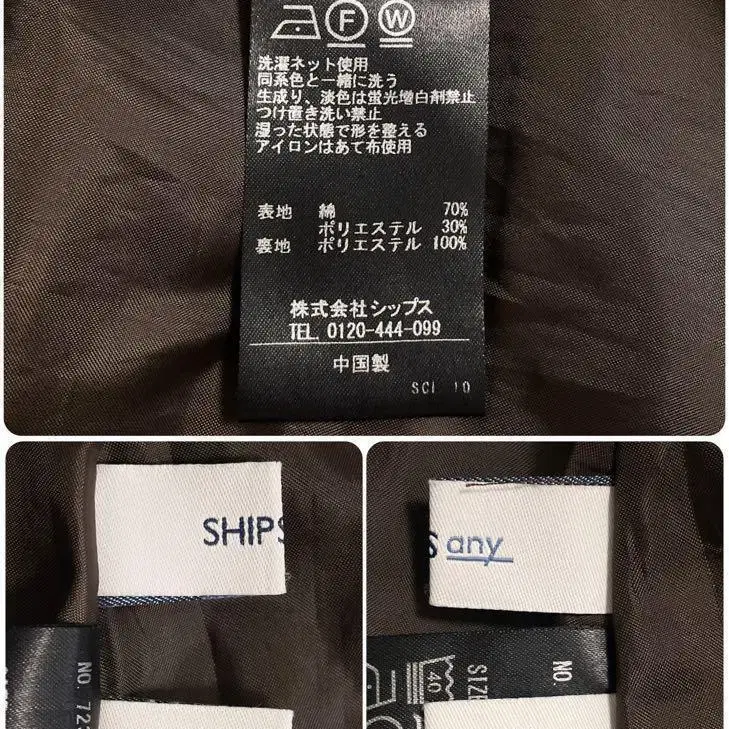 F W
洗濯ネット使用
同系色と一緒に洗う
生成り、淡色は蛍光増白剤禁止
つけ置き洗い禁止
湿った状態で形を整える
アイロンはあて布使用
表地 綿 70%
ポリエステル 30%
裏地 ポリエステル 100%
株式会社シップス
TEL. 0120-444-099
中国製
SHIPS
NO. 723
S any
40
SIZE
NO.